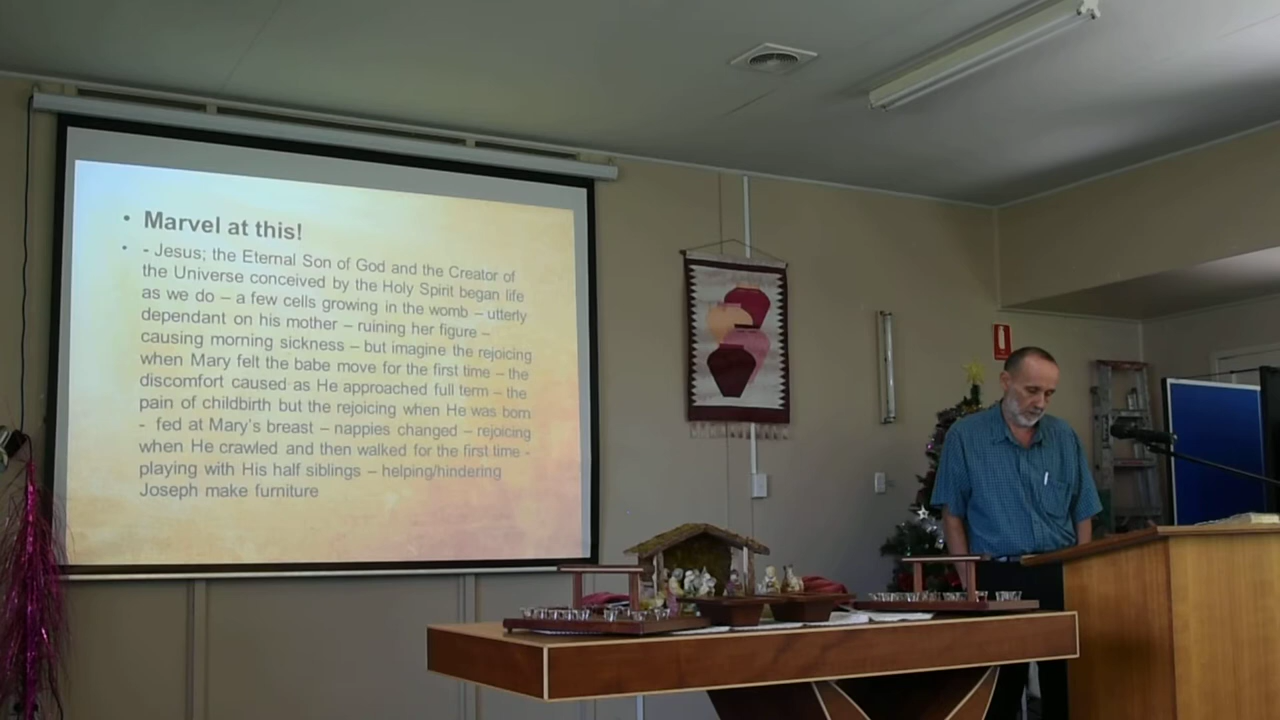 • Marvel at this!
• - Jesus; the Eternal Son of God and the Creator of
the Universe conceived by the Holy Spirit began life
as we do – a few cells growing in the womb – utterly
dependant on his mother – ruining her figure –
causing morning sickness – but imagine the rejoicing
when Mary felt the babe move for the first time – the
discomfort caused as He approached full term – the
pain of childbirth but the rejoicing when He was born
- fed at Mary's breast – nappies changed – rejoicing
when He crawled and then walked for the first time -
playing with His half siblings – helping/hindering
Joseph make furniture